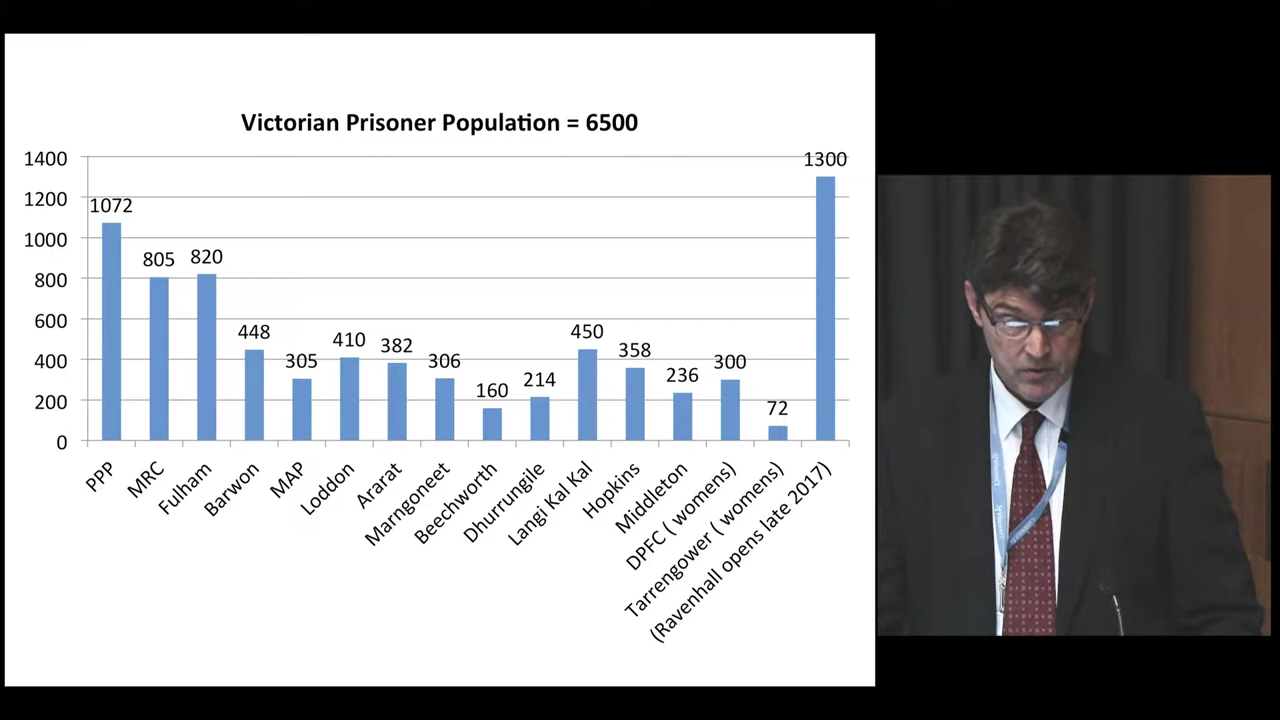 Victorian Prisoner Population = 6500
1400
1200
1000
800
600
400
200
0
1072
805
820
448
305
410
382
306
160
214
450
358
236
300
72
1300
PPP
MRC
Fulham
Barwon
MAP
Loddon
Ararat
Marngoneet
Beechworth
Dhurrungile
Langi Kal Kal
Hopkins
Middleton
DPFC ( womens)
Tarrengower ( womens)
(Ravenhall opens late 2017)